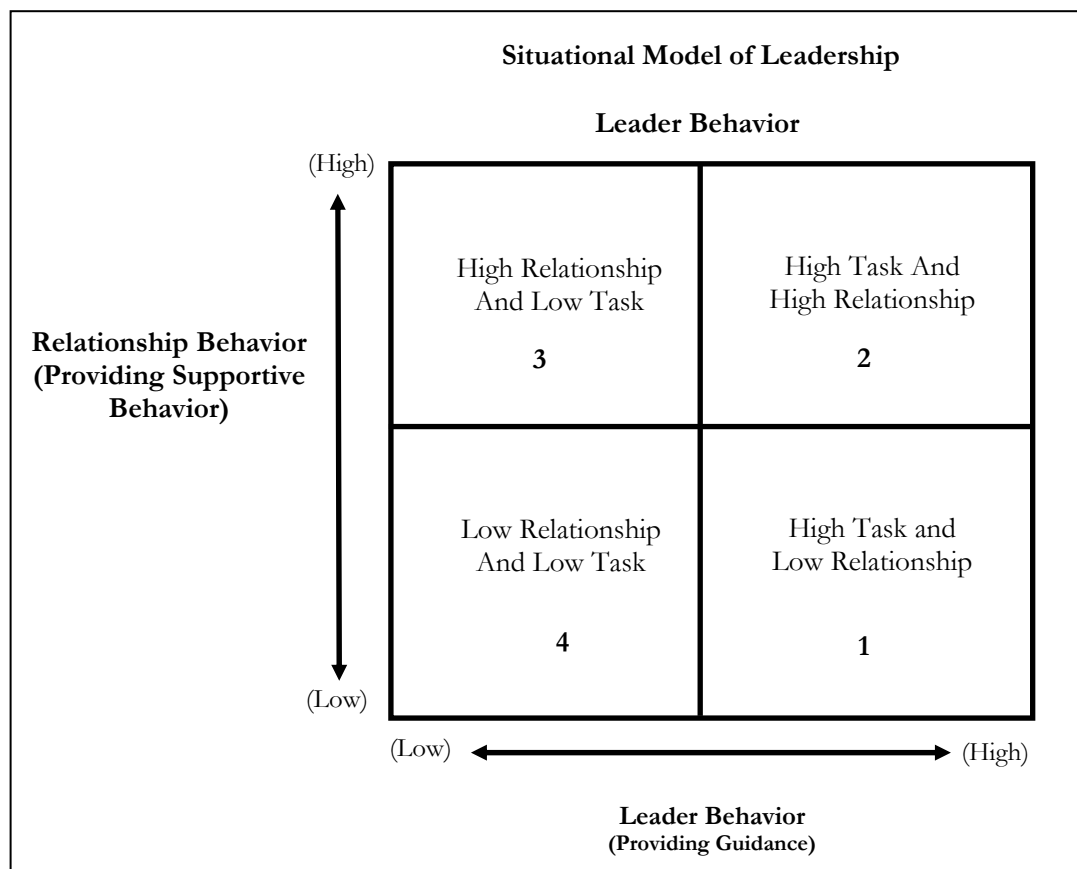 Situational Model of Leadership
Leader Behavior
(High)
High Relationship
And Low Task
3
High Task And
High Relationship
2
Relationship Behavior
(Providing Supportive
Behavior)
Low Relationship
And Low Task
4
High Task and
Low Relationship
1
(Low)
(Low)
(High)
Leader Behavior
(Providing Guidance)